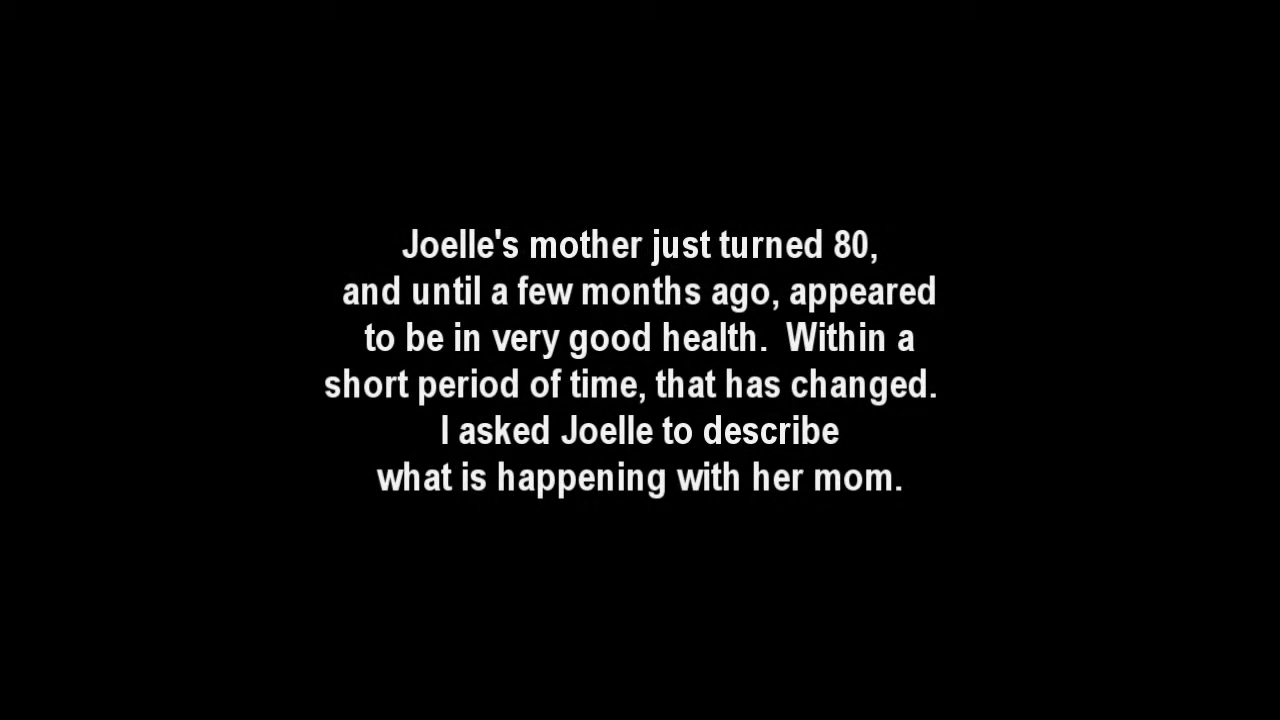 Joelle's mother just turned 80,
and until a few months ago, appeared
to be in very good health.  Within a
short period of time, that has changed.
I asked Joelle to describe
what is happening with her mom.